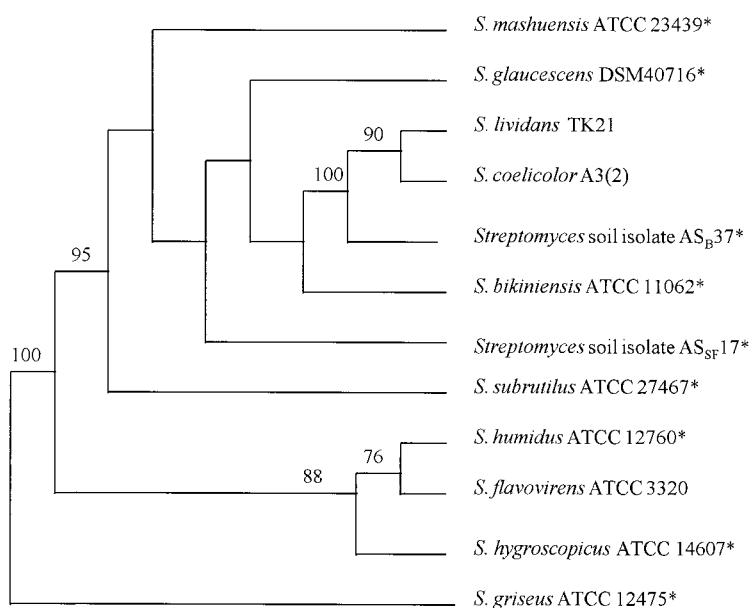 S. mashuensis ATCC 23439*
S. glaucescens DSM40716*
S. lividans TK21
90
S. coelicolor A3(2)
100
Streptomyces soil isolate AS_B37*
95
S. bikiniensis ATCC 11062*
Streptomyces soil isolate AS_SF17*
100
S. subrutilus ATCC 27467*
S. humidus ATCC 12760*
76
88
S. flavovirens ATCC 3320
S. hygroscopicus ATCC 14607*
S. griseus ATCC 12475*